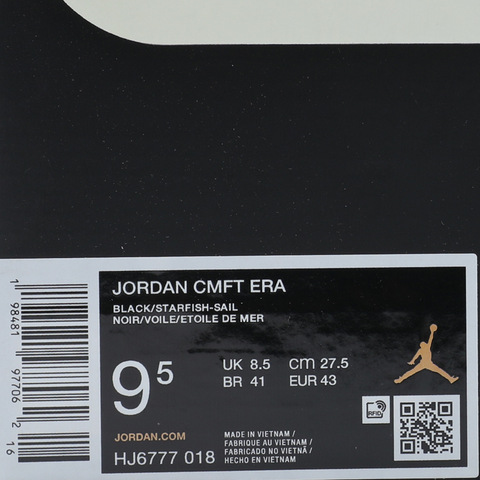 JORDAN CMFT ERA
BLACK/STARFISH-SAIL
NOIR/VOILE/ETOILE DE MER
9.5
UK 8.5 cm 27.5
BR 41 EUR 43
JORDAN.COM
HJ6777 018
MADE IN VIETNAM /
FABRIQUE AU VIETNAM /
FABRICADO NO VIETNÃ /
HECHO EN VIETNAM
RFID
1 98481 97706 2 16